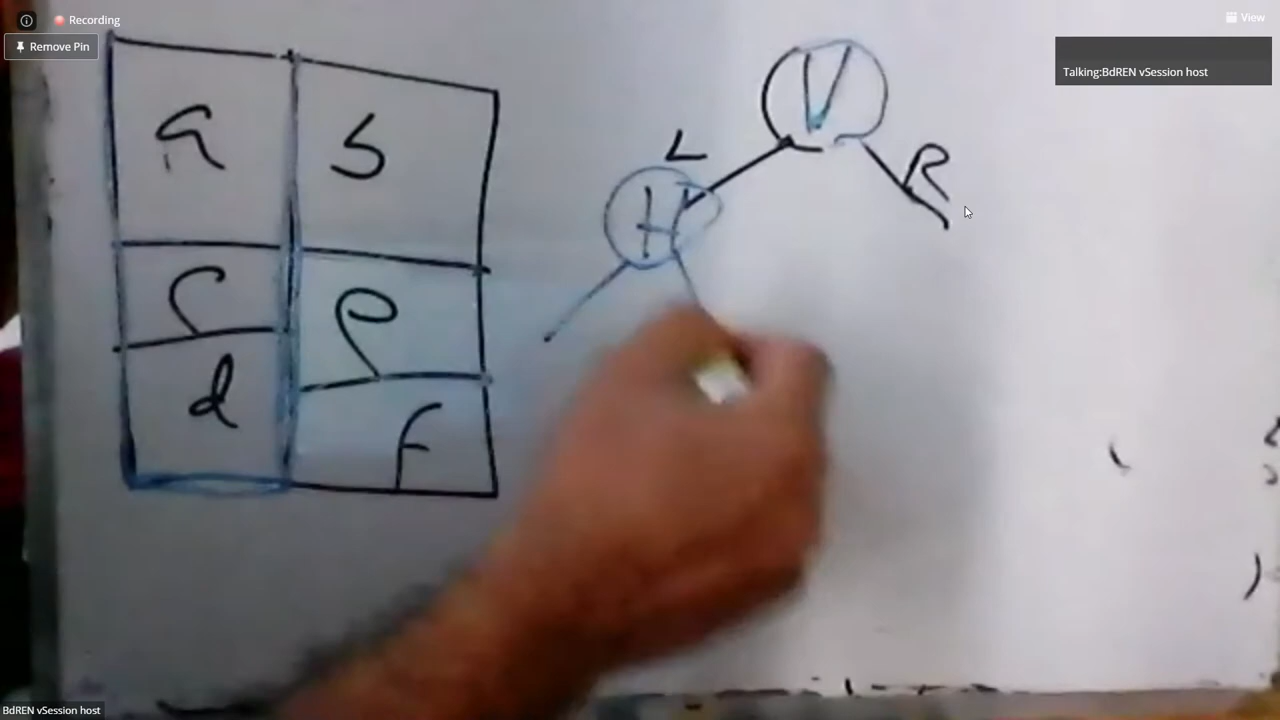 Recording
View
Remove Pin
Talking:BdREN vSession host
V
L
R
H
a
b
c
e
d
f
BdREN vSession host